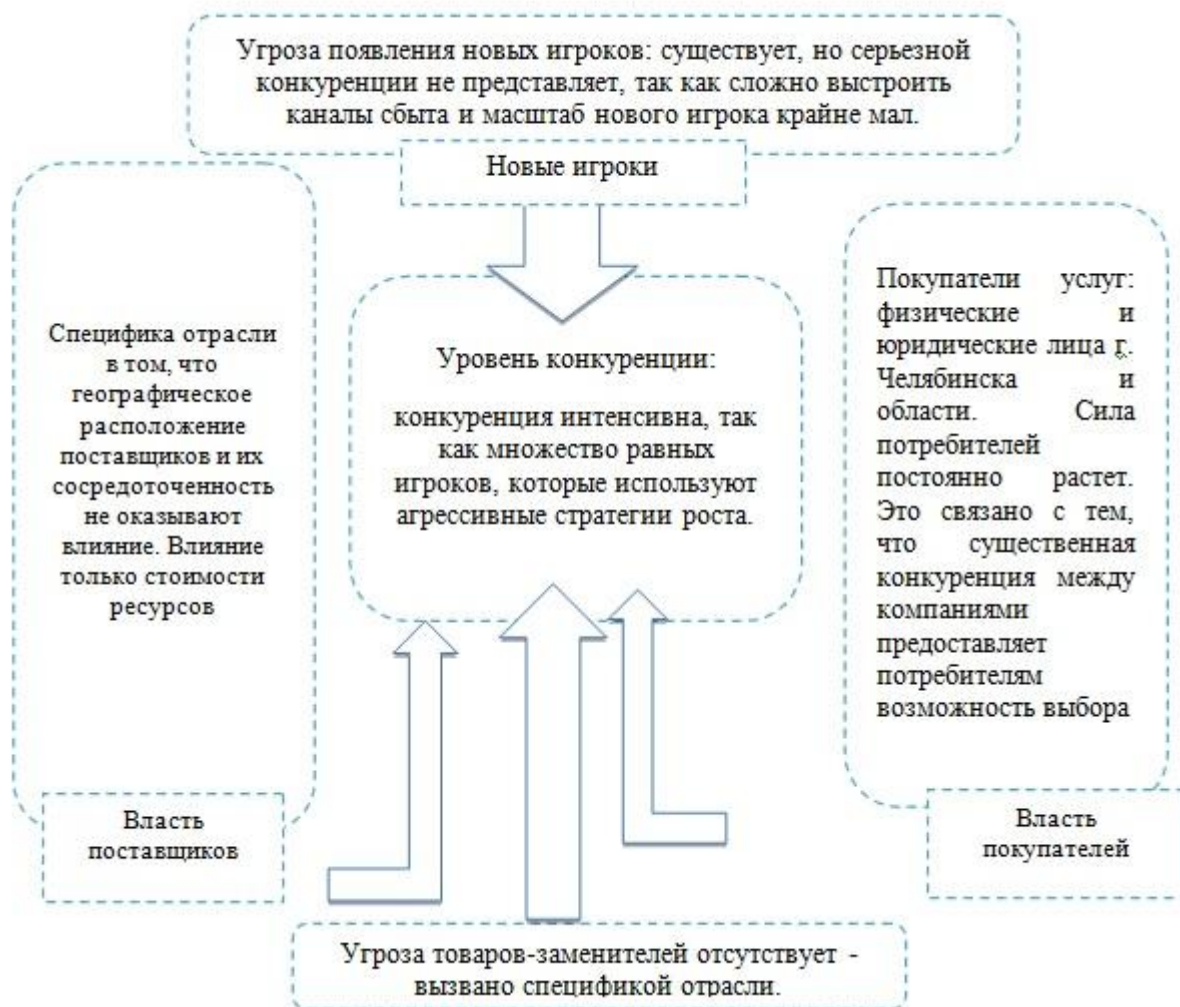 Угроза появления новых игроков: существует, но серьезной
конкуренции не представляет, так как сложно выстроить
каналы сбыта и масштаб нового игрока крайне мал.
Новые игроки
Специфика отрасли
в том, что
географическое
расположение
поставщиков и их
сосредоточенность
не оказывают
влияние. Влияние
только стоимости
ресурсов
Власть
поставщиков
Уровень конкуренции:
конкуренция интенсивна, так
как множество равных
игроков, которые используют
агрессивные стратегии роста.
Покупатели услуг:
физические и
юридические лица г.
Челябинска и
области. Сила
потребителей
постоянно растет.
Это связано с тем,
что существенная
конкуренция между
компаниями
предоставляет
потребителям
возможность выбора
Власть
покупателей
Угроза товаров-заменителей отсутствует -
вызвано спецификой отрасли.